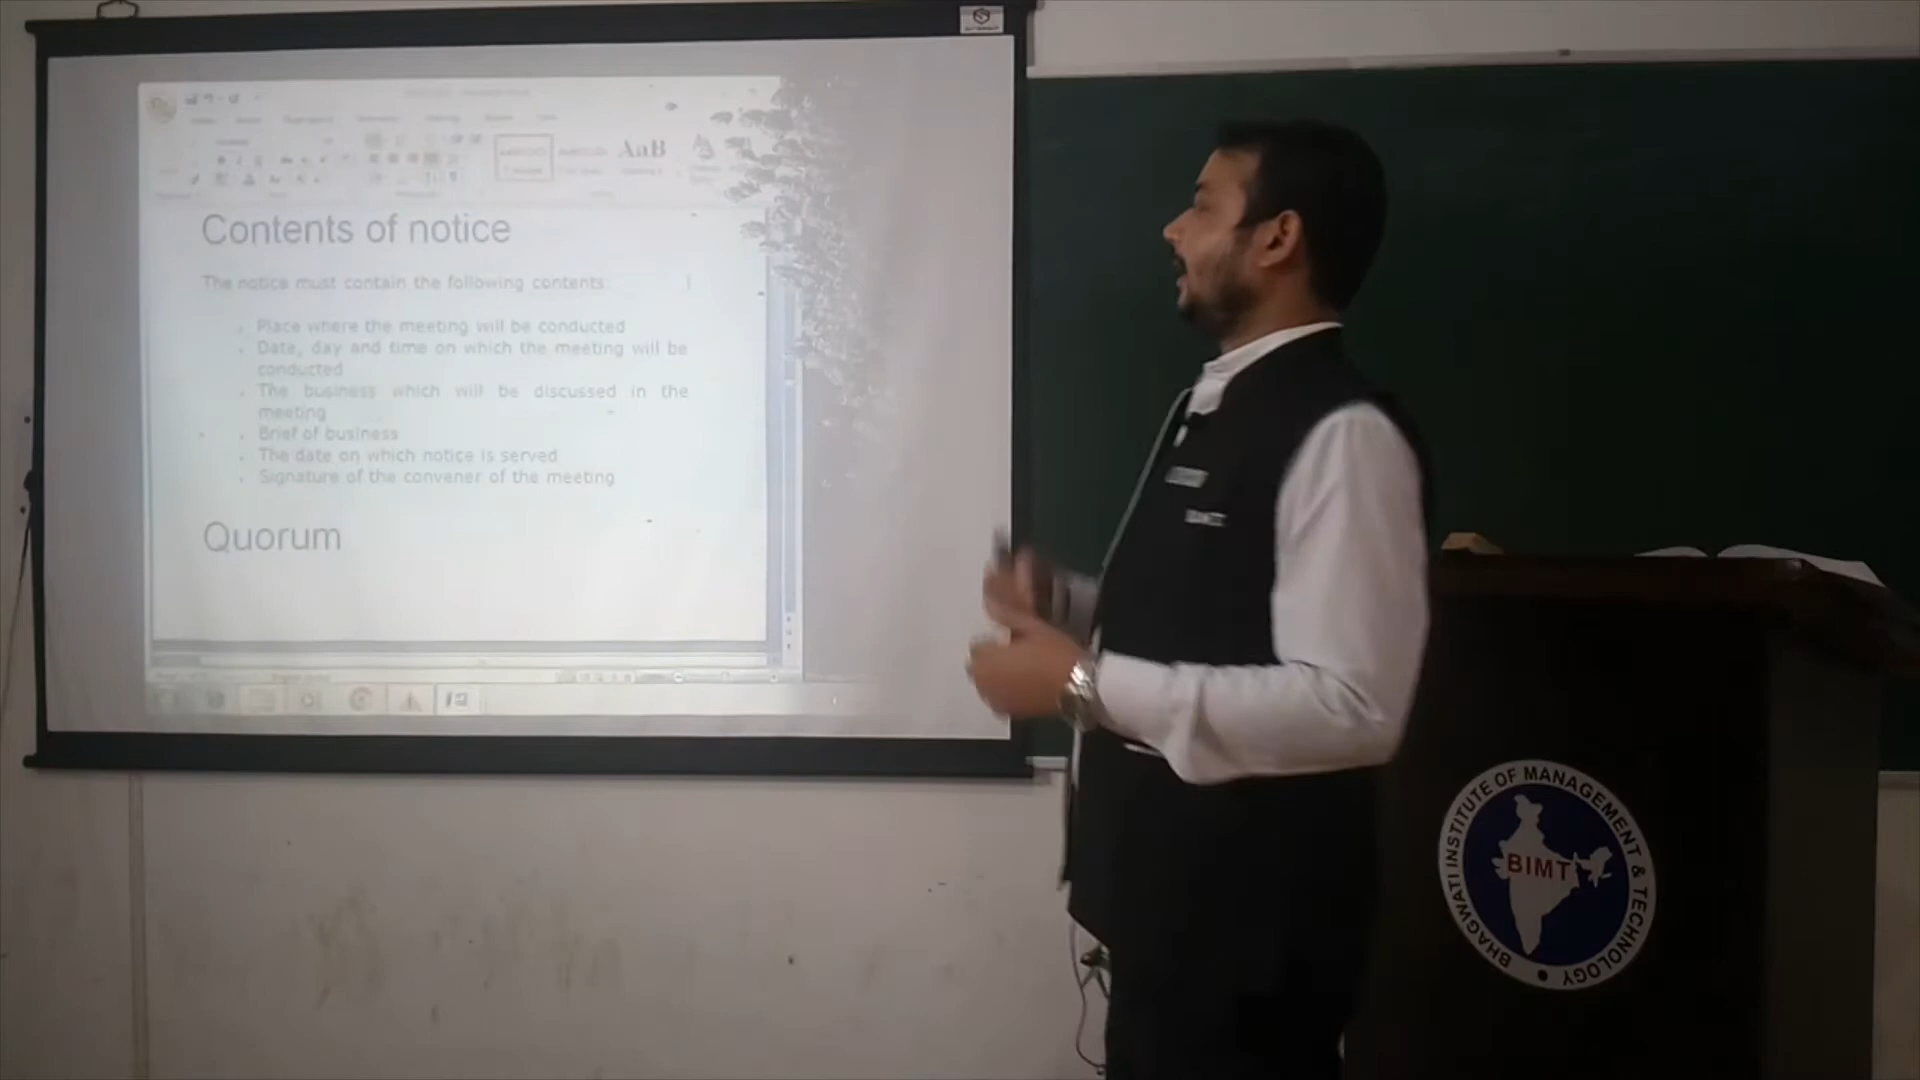 AaB
Contents of notice
The notice must contain the following contents:
Place where the meeting will be conducted
Date, day and time on which the meeting will be
conducted
The business which will be discussed in the
meeting
Brief of business
The date on which notice is served
Signature of the convener of the meeting
Quorum
BHAGWATI INSTITUTE OF MANAGEMENT & TECHNOLOGY
BIMT